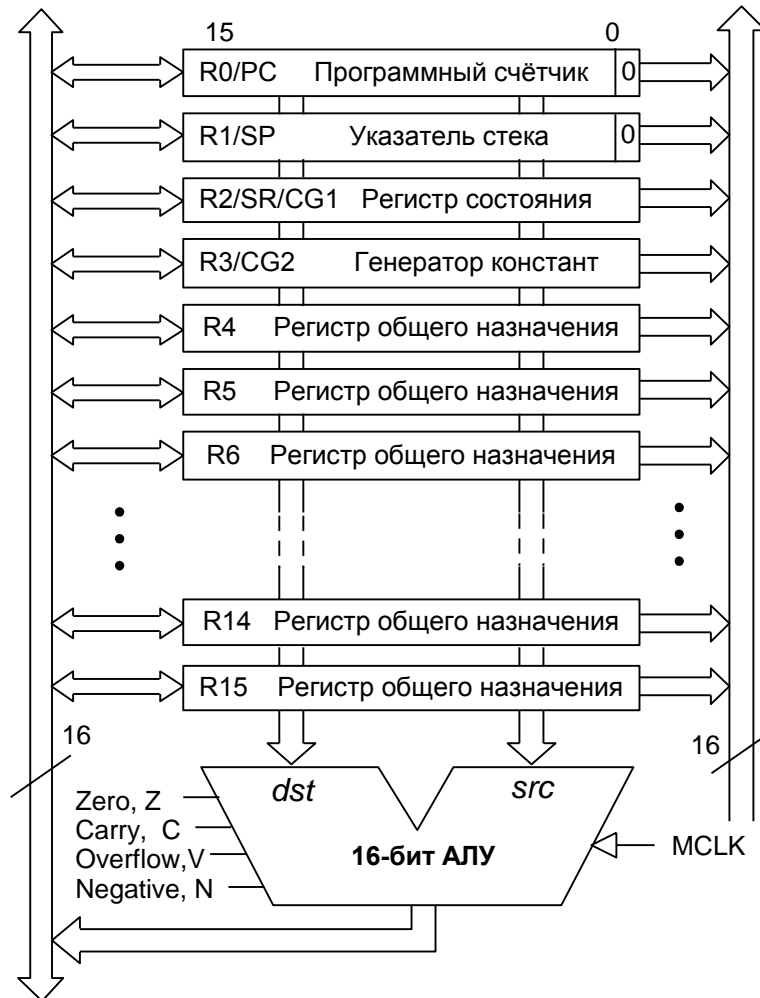 15 0
R0/PC Программный счётчик 0
R1/SP Указатель стека 0
R2/SR/CG1 Регистр состояния
R3/CG2 Генератор констант
R4 Регистр общего назначения
R5 Регистр общего назначения
R6 Регистр общего назначения
R14 Регистр общего назначения
R15 Регистр общего назначения
16 16
dst src
Zero, Z
Carry, C
Overflow,V
Negative, N
16-бит АЛУ
MCLK